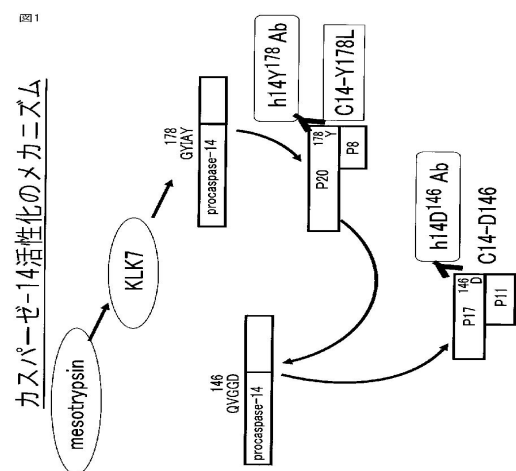 図1
カスパーゼ-14活性化のメカニズム
mesotrypsin
KLK7
178
GYIAY
procaspase-14
h14Y178 Ab
C14-Y178L
178
Y
P20
P8
146
QVGGD
procaspase-14
h14D146 Ab
C14-D146
146
D
P17
P11